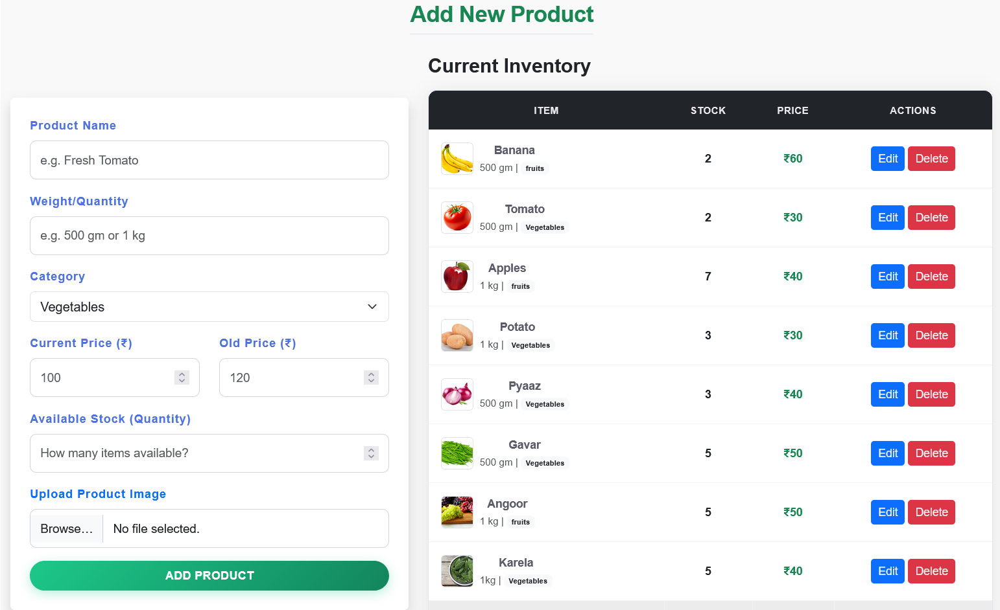 Add New Product
Current Inventory
Product Name
e.g. Fresh Tomato
Weight/Quantity
e.g. 500 gm or 1 kg
Category
Vegetables
Current Price (₹) Old Price (₹)
100 120
Available Stock (Quantity)
How many items available?
Upload Product Image
Browse... No file selected.
ADD PRODUCT
ITEM STOCK PRICE ACTIONS
Banana
500 gm | fruits 2 ₹60 Edit Delete
Tomato
500 gm | Vegetables 2 ₹30 Edit Delete
Apples
1 kg | fruits 7 ₹40 Edit Delete
Potato
1 kg | Vegetables 3 ₹30 Edit Delete
Pyaaz
500 gm | Vegetables 3 ₹40 Edit Delete
Gavar
500 gm | Vegetables 5 ₹50 Edit Delete
Angoor
1 kg | fruits 5 ₹50 Edit Delete
Karela
1kg | Vegetables 5 ₹40 Edit Delete